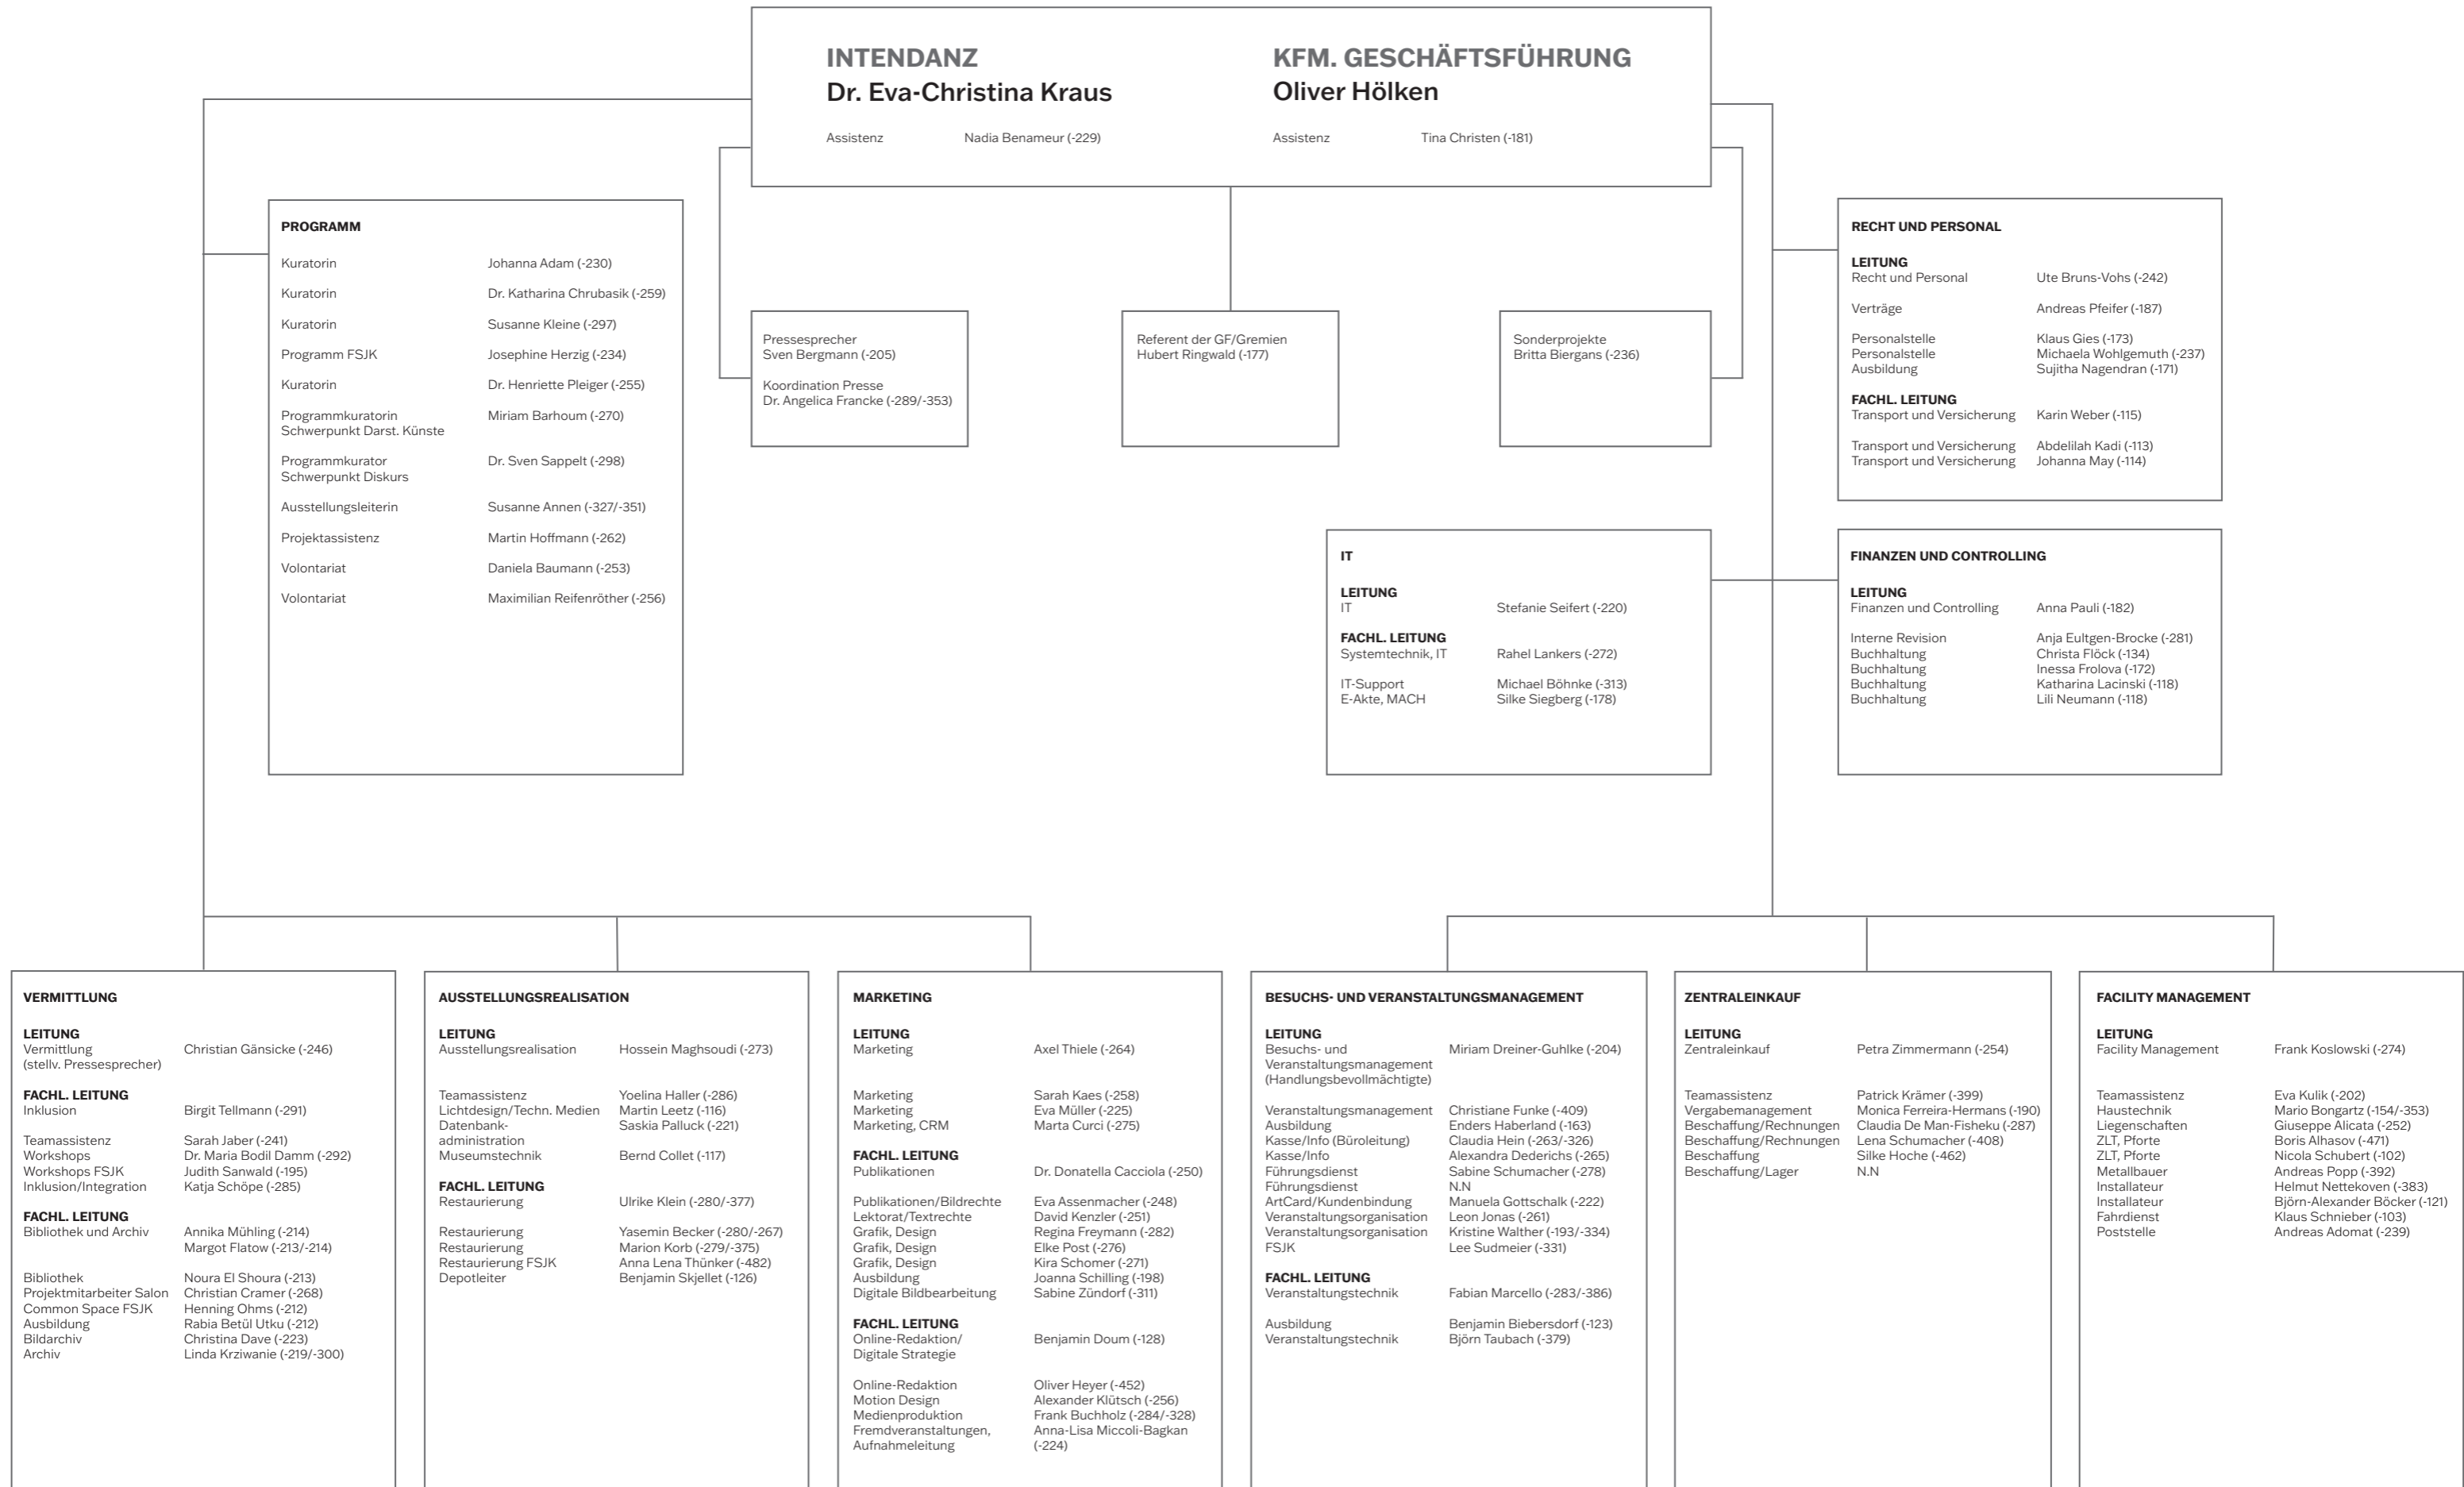 INTENDANZ
Dr. Eva-Christina Kraus
Assistenz Nadia Benameur (-229)
KFM. GESCHÄFTSFÜHRUNG
Oliver Hölken
Assistenz Tina Christen (-181)
PROGRAMM
Kuratorin Johanna Adam (-230)
Kuratorin Dr. Katharina Chrubasik (-259)
Kuratorin Susanne Kleine (-297)
Programm FSJK Josephine Herzig (-234)
Kuratorin Dr. Henriette Pleiger (-255)
Programmkuratorin Miriam Barhoum (-270)
Schwerpunkt Darst. Künste
Programmkurator Dr. Sven Sappelt (-298)
Schwerpunkt Diskurs
Ausstellungsleiterin Susanne Annen (-327/-351)
Projektassistenz Martin Hoffmann (-262)
Volontariat Daniela Baumann (-253)
Volontariat Maximilian Reifenröther (-256)
Pressesprecher
Sven Bergmann (-205)
Koordination Presse
Dr. Angelica Francke (-289/-353)
Referent der GF/Gremien
Hubert Ringwald (-177)
Sonderprojekte
Britta Biergans (-236)
RECHT UND PERSONAL
LEITUNG
Recht und Personal Ute Bruns-Vohs (-242)
Verträge Andreas Pfeifer (-187)
Personalstelle Klaus Gies (-173)
Personalstelle Michaela Wohlgemuth (-237)
Ausbildung Sujitha Nagendran (-171)
FACHL. LEITUNG
Transport und Versicherung Karin Weber (-115)
Transport und Versicherung Abdelilah Kadi (-113)
Transport und Versicherung Johanna May (-114)
IT
LEITUNG
IT Stefanie Seifert (-220)
FACHL. LEITUNG
Systemtechnik, IT Rahel Lankers (-272)
IT-Support Michael Böhnke (-313)
E-Akte, MACH Silke Siegberg (-178)
FINANZEN UND CONTROLLING
LEITUNG
Finanzen und Controlling Anna Pauli (-182)
Interne Revision Anja Eultgen-Brocke (-281)
Buchhaltung Christa Flöck (-134)
Buchhaltung Inessa Frolova (-172)
Buchhaltung Katharina Lacinski (-118)
Buchhaltung Lili Neumann (-118)
VERMITTLUNG
LEITUNG
Vermittlung Christian Gänsicke (-246)
(stellv. Pressesprecher)
FACHL. LEITUNG
Inklusion Birgit Tellmann (-291)
Teamassistenz Sarah Jaber (-241)
Workshops Dr. Maria Bodil Damm (-292)
Workshops FSJK Judith Sanwald (-195)
Inklusion/Integration Katja Schöpe (-285)
FACHL. LEITUNG
Bibliothek und Archiv Annika Mühling (-214)
Margot Flatow (-213/-214)
Bibliothek Noura El Shoura (-213)
Projektmitarbeiter Salon Christian Cramer (-268)
Common Space FSJK Henning Ohms (-212)
Ausbildung Rabia Betül Utku (-212)
Bildarchiv Christina Dave (-223)
Archiv Linda Krziwanie (-219/-300)
AUSSTELLUNGSREALISATION
LEITUNG
Ausstellungsrealisation Hossein Maghsoudi (-273)
Teamassistenz Yoelina Haller (-286)
Lichtdesign/Techn. Medien Martin Leetz (-116)
Datenbank- Saskia Palluck (-221)
administration
Museumstechnik Bernd Collet (-117)
FACHL. LEITUNG
Restaurierung Ulrike Klein (-280/-377)
Restaurierung Yasemin Becker (-280/-267)
Restaurierung Marion Korb (-279/-375)
Restaurierung FSJK Anna Lena Thünker (-482)
Depotleiter Benjamin Skjellet (-126)
MARKETING
LEITUNG
Marketing Axel Thiele (-264)
Marketing Sarah Kaes (-258)
Marketing Eva Müller (-225)
Marketing, CRM Marta Curci (-275)
FACHL. LEITUNG
Publikationen Dr. Donatella Cacciola (-250)
Publikationen/Bildrechte Eva Assenmacher (-248)
Lektorat/Textrechte David Kenzler (-251)
Grafik, Design Regina Freymann (-282)
Grafik, Design Elke Post (-276)
Grafik, Design Kira Schomer (-271)
Ausbildung Joanna Schilling (-198)
Digitale Bildbearbeitung Sabine Zündorf (-311)
FACHL. LEITUNG
Online-Redaktion/ Benjamin Doum (-128)
Digitale Strategie
Online-Redaktion Oliver Heyer (-452)
Motion Design Alexander Klütsch (-256)
Medienproduktion Frank Buchholz (-284/-328)
Fremdveranstaltungen, Anna-Lisa Miccoli-Bagkan
Aufnahmeleitung (-224)
BESUCHS- UND VERANSTALTUNGSMANAGEMENT
LEITUNG
Besuchs- und Miriam Dreiner-Guhlke (-204)
Veranstaltungsmanagement
(Handlungsbevollmächtigte)
Veranstaltungsmanagement Christiane Funke (-409)
Ausbildung Enders Haberland (-163)
Kasse/Info (Büroleitung) Claudia Hein (-263/-326)
Kasse/Info Alexandra Dederichs (-265)
Führungsdienst Sabine Schumacher (-278)
Führungsdienst N.N
ArtCard/Kundenbindung Manuela Gottschalk (-222)
Veranstaltungsorganisation Leon Jonas (-261)
Veranstaltungsorganisation Kristine Walther (-193/-334)
FSJK Lee Sudmeier (-331)
FACHL. LEITUNG
Veranstaltungstechnik Fabian Marcello (-283/-386)
Ausbildung Benjamin Biebersdorf (-123)
Veranstaltungstechnik Björn Taubach (-379)
ZENTRALEINKAUF
LEITUNG
Zentraleinkauf Petra Zimmermann (-254)
Teamassistenz Patrick Krämer (-399)
Vergabemanagement Monica Ferreira-Hermans (-190)
Beschaffung/Rechnungen Claudia De Man-Fisheku (-287)
Beschaffung/Rechnungen Lena Schumacher (-408)
Beschaffung Silke Hoche (-462)
Beschaffung/Lager N.N
FACILITY MANAGEMENT
LEITUNG
Facility Management Frank Koslowski (-274)
Teamassistenz Eva Kulik (-202)
Haustechnik Mario Bongartz (-154/-353)
Liegenschaften Giuseppe Alicata (-252)
ZLT, Pforte Boris Alhasov (-471)
ZLT, Pforte Nicola Schubert (-102)
Metallbauer Andreas Popp (-392)
Installateur Helmut Nettekoven (-383)
Installateur Björn-Alexander Böcker (-121)
Fahrdienst Klaus Schnieber (-103)
Poststelle Andreas Adomat (-239)